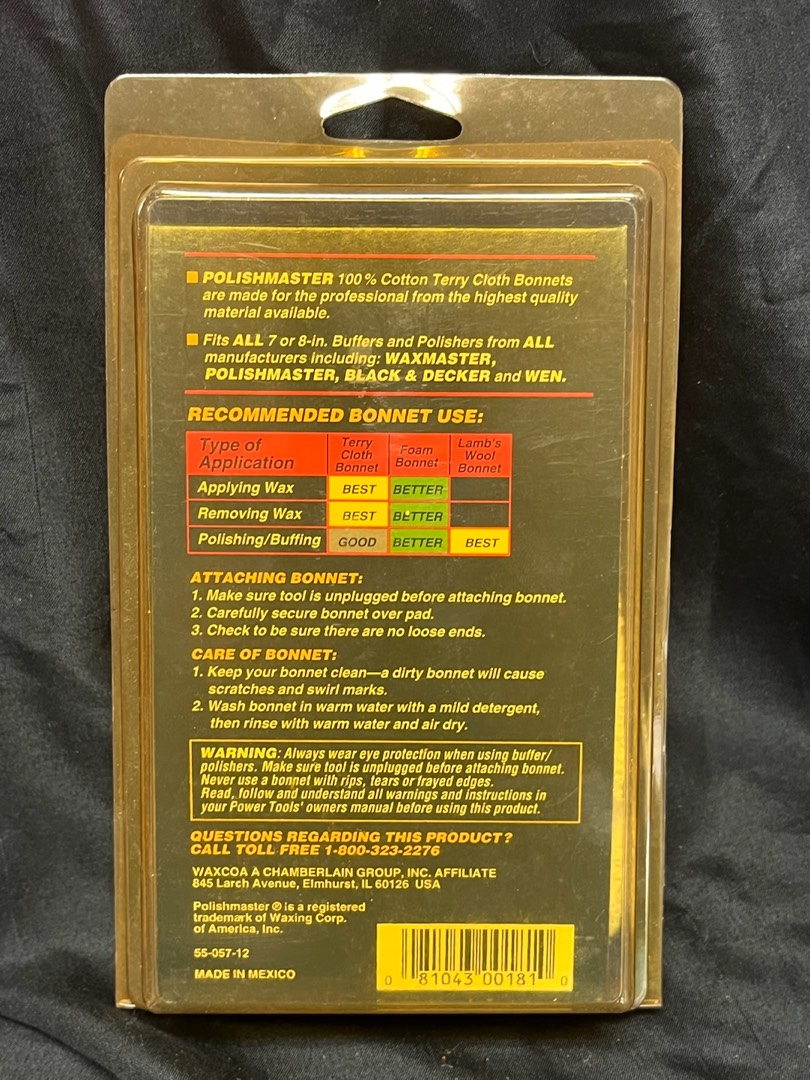 ■ POLISHMASTER 100% Cotton Terry Cloth Bonnets
are made for the professional from the highest quality
material available.
■ Fits ALL 7 or 8-in. Buffers and Polishers from ALL
manufacturers including: WAXMASTER,
POLISHMASTER, BLACK & DECKER and WEN.
RECOMMENDED BONNET USE:
Type of Application Terry Cloth Bonnet Foam Bonnet Lamb's Wool Bonnet
Applying Wax BEST BETTER
Removing Wax BEST BETTER
Polishing/Buffing GOOD BETTER BEST
ATTACHING BONNET:
1. Make sure tool is unplugged before attaching bonnet.
2. Carefully secure bonnet over pad.
3. Check to be sure there are no loose ends.
CARE OF BONNET:
1. Keep your bonnet clean—a dirty bonnet will cause
scratches and swirl marks.
2. Wash bonnet in warm water with a mild detergent,
then rinse with warm water and air dry.
WARNING: Always wear eye protection when using buffer/
polishers. Make sure tool is unplugged before attaching bonnet.
Never use a bonnet with rips, tears or frayed edges.
Read, follow and understand all warnings and instructions in
your Power Tools' owners manual before using this product.
QUESTIONS REGARDING THIS PRODUCT?
CALL TOLL FREE 1-800-323-2276
WAXCOA A CHAMBERLAIN GROUP, INC. AFFILIATE
845 Larch Avenue, Elmhurst, IL 60126 USA
Polishmaster ® is a registered
trademark of Waxing Corp.
of America, Inc.
55-057-12
MADE IN MEXICO
0 81043 00181 0